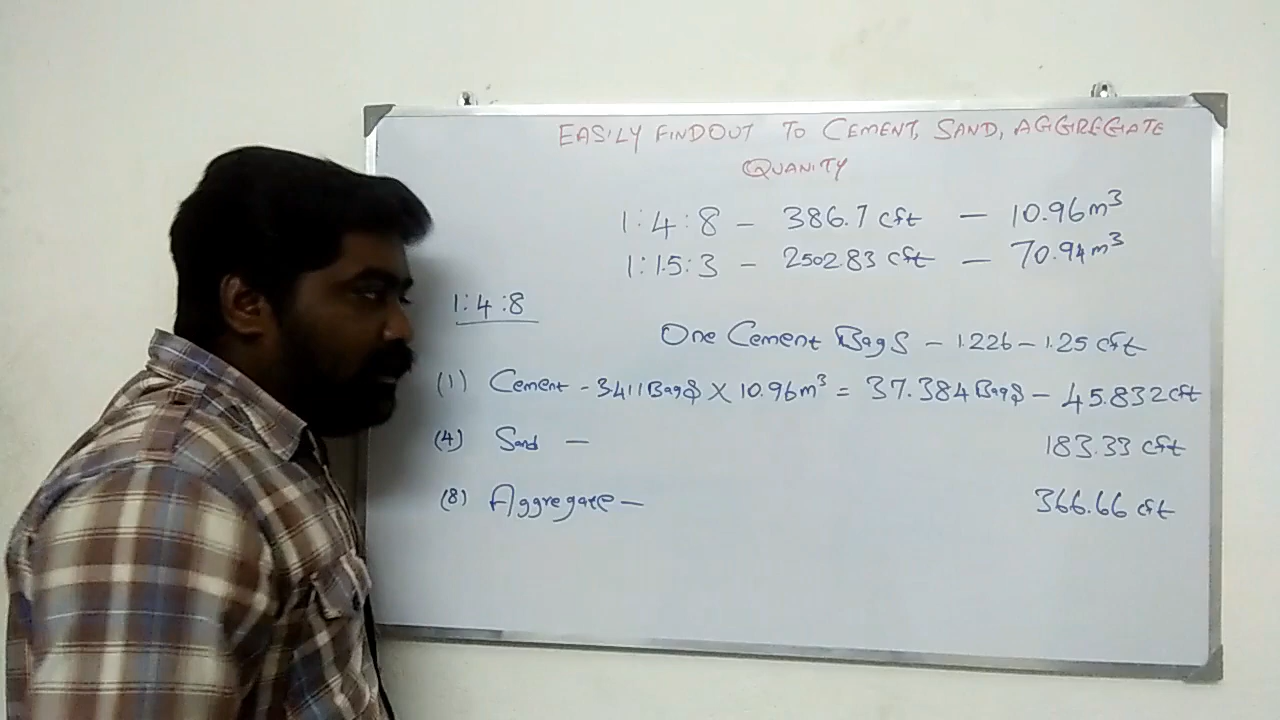 EASILY FINDOUT TO CEMENT, SAND, AGGREGATE
QUANITY
1:4:8 - 386.7 cft - 10.96m³
1:1.5:3 - 2502.83 cft - 70.94m³
1:4:8
One Cement Bags - 1.226 - 1.25 cft
(1) Cement - 3.411 Bags X 10.96m³ = 37.384 Bags - 45.832 cft
(4) Sand - 183.33 cft
(8) Aggregate - 366.66 cft